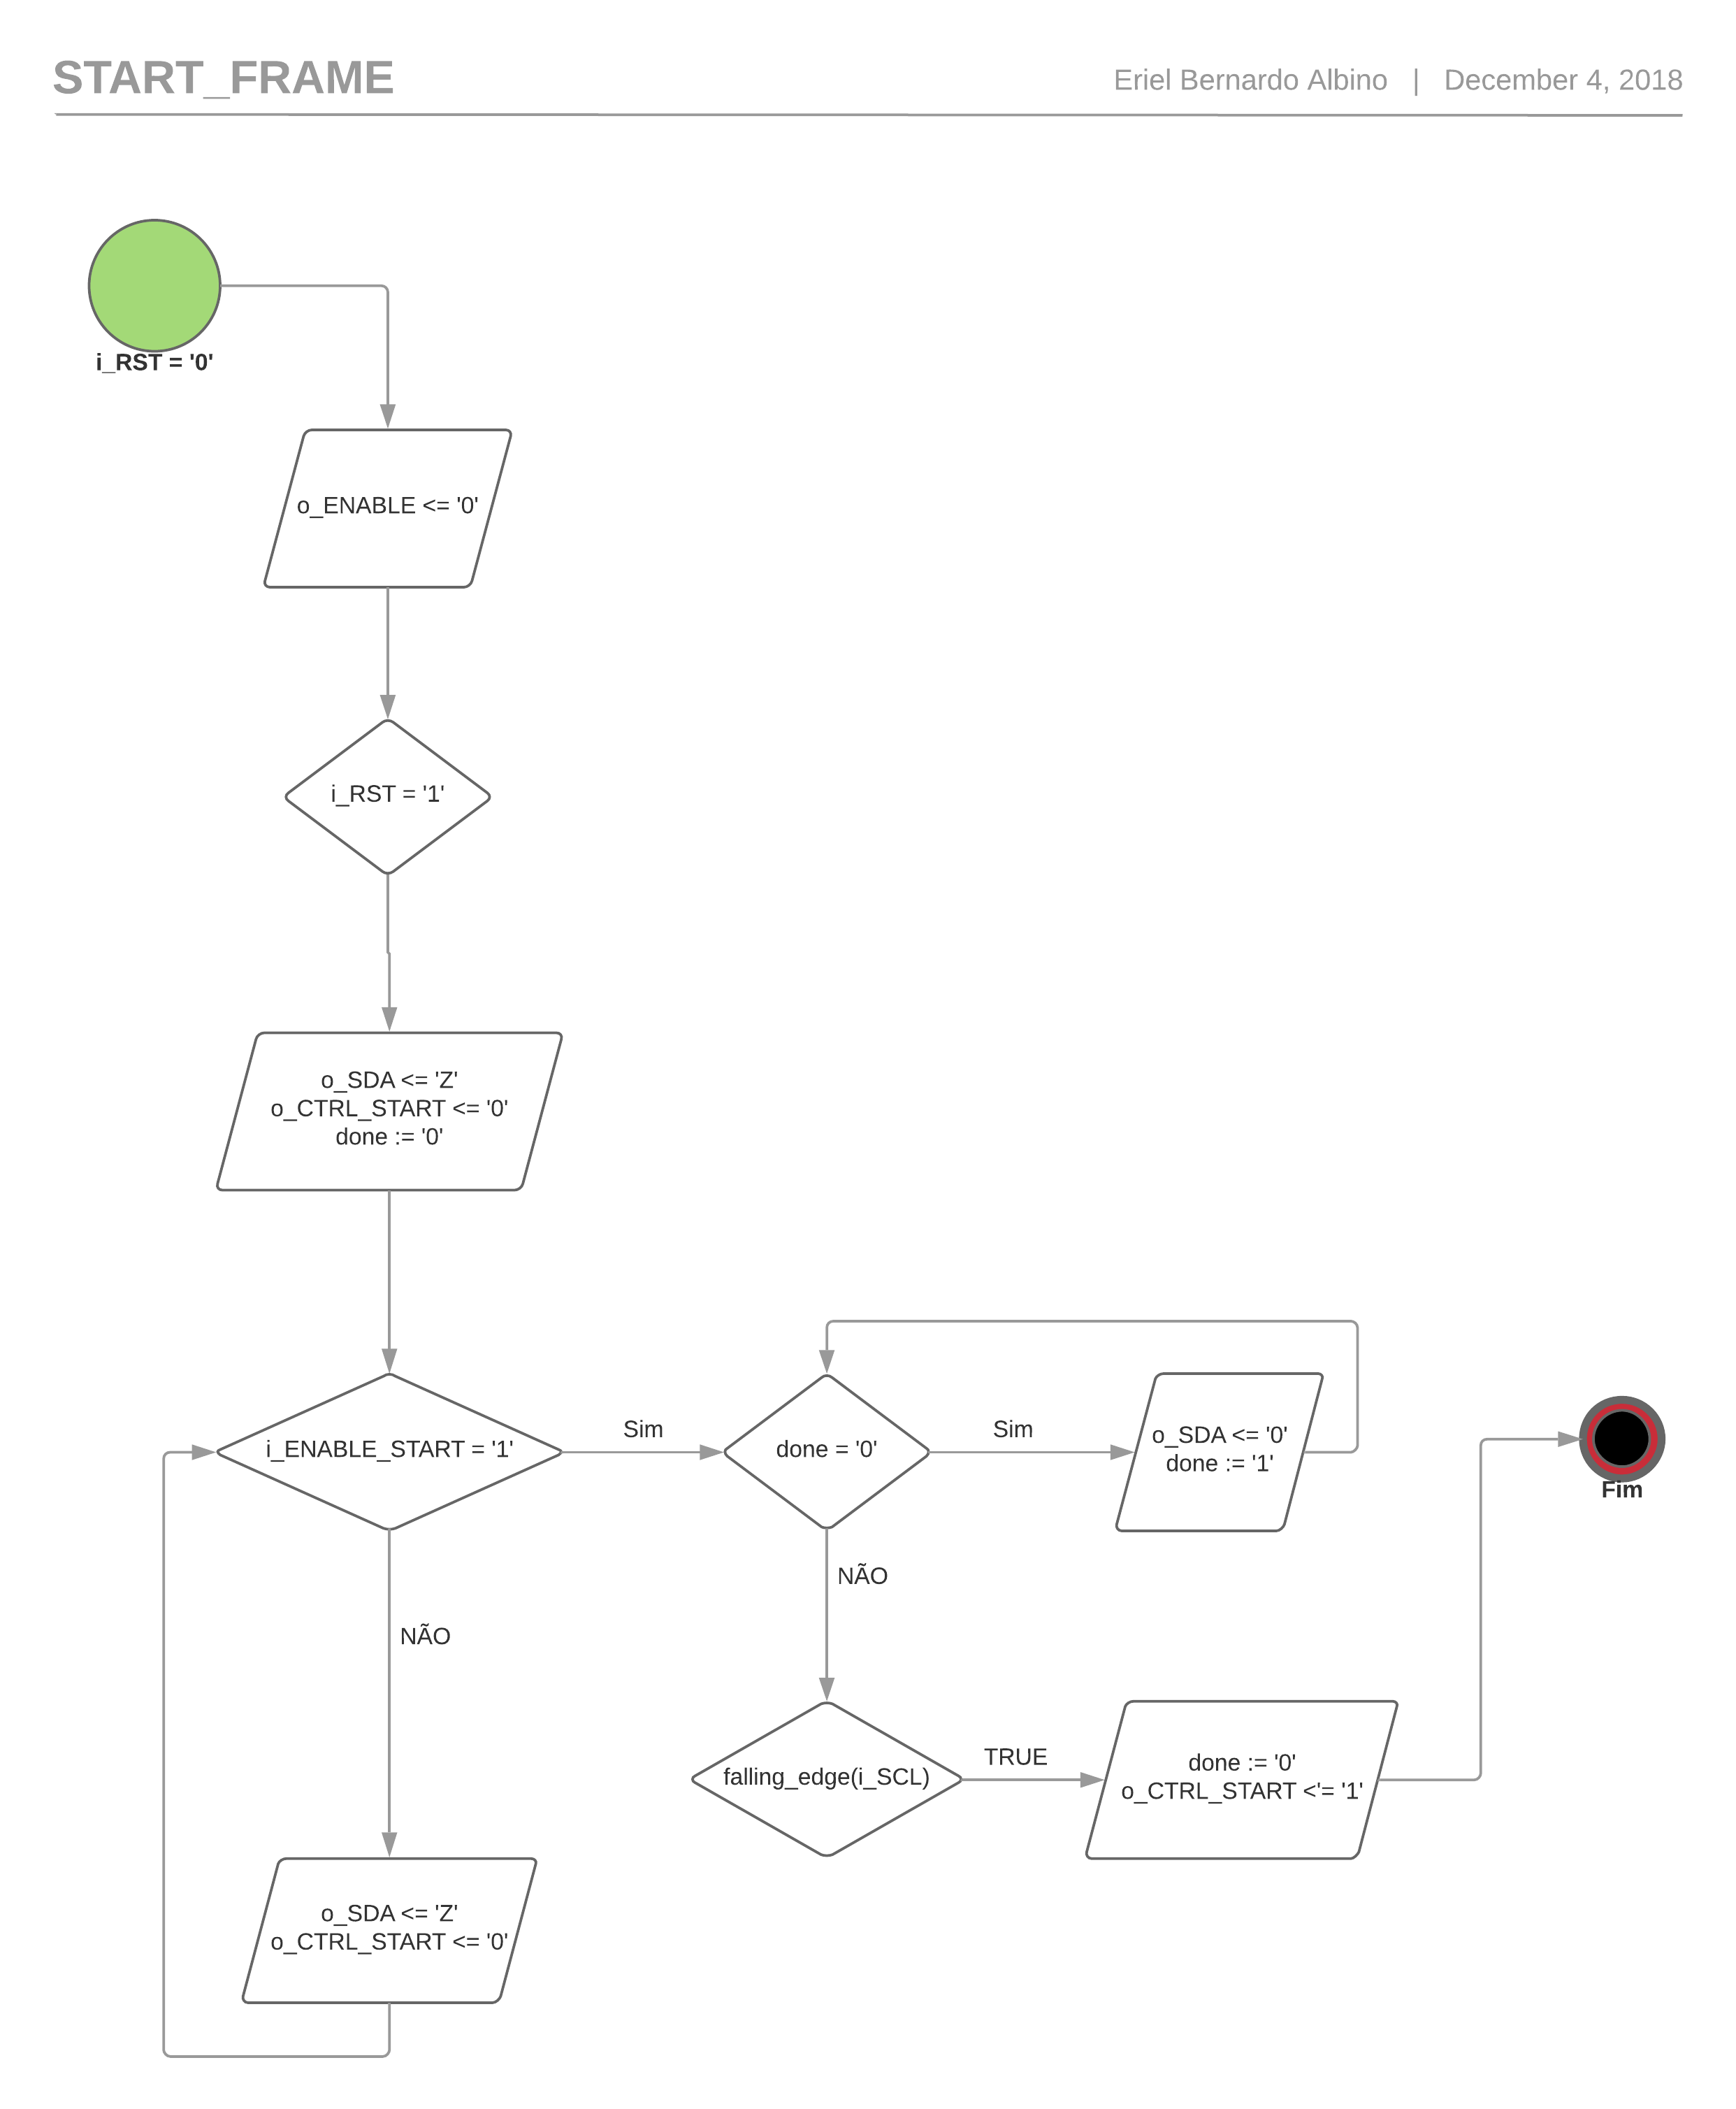 START_FRAME
Eriel Bernardo Albino | December 4, 2018
i_RST = '0'
o_ENABLE <= '0'
i_RST = '1'
o_SDA <= 'Z'
o_CTRL_START <= '0'
done := '0'
i_ENABLE_START = '1'
Sim
done = '0'
Sim
o_SDA <= '0'
done := '1'
Fim
NÃO
NÃO
falling_edge(i_SCL)
TRUE
done := '0'
o_CTRL_START <'= '1'
o_SDA <= 'Z'
o_CTRL_START <= '0'